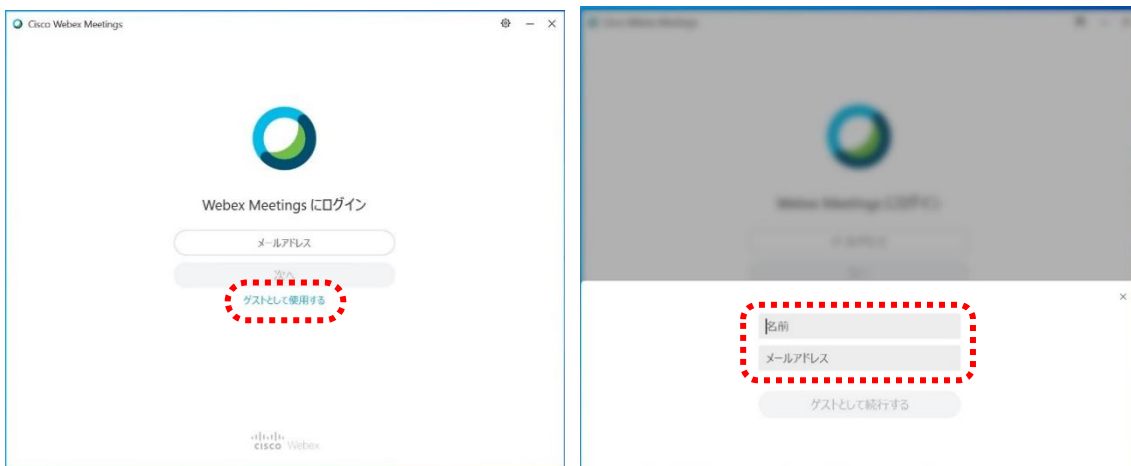 Cisco Webex Meetings
Webex Meetings にログイン
メールアドレス
次へ
ゲストとして使用する
cisco Webex
名前
メールアドレス
ゲストとして続行する